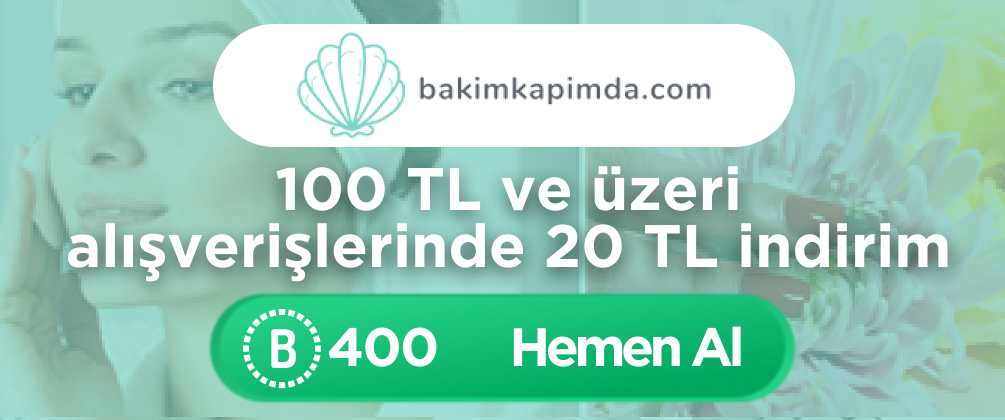 bakimkapimda.com
100 TL ve üzeri
alışverişlerinde 20 TL indirim
B 400 Hemen Al